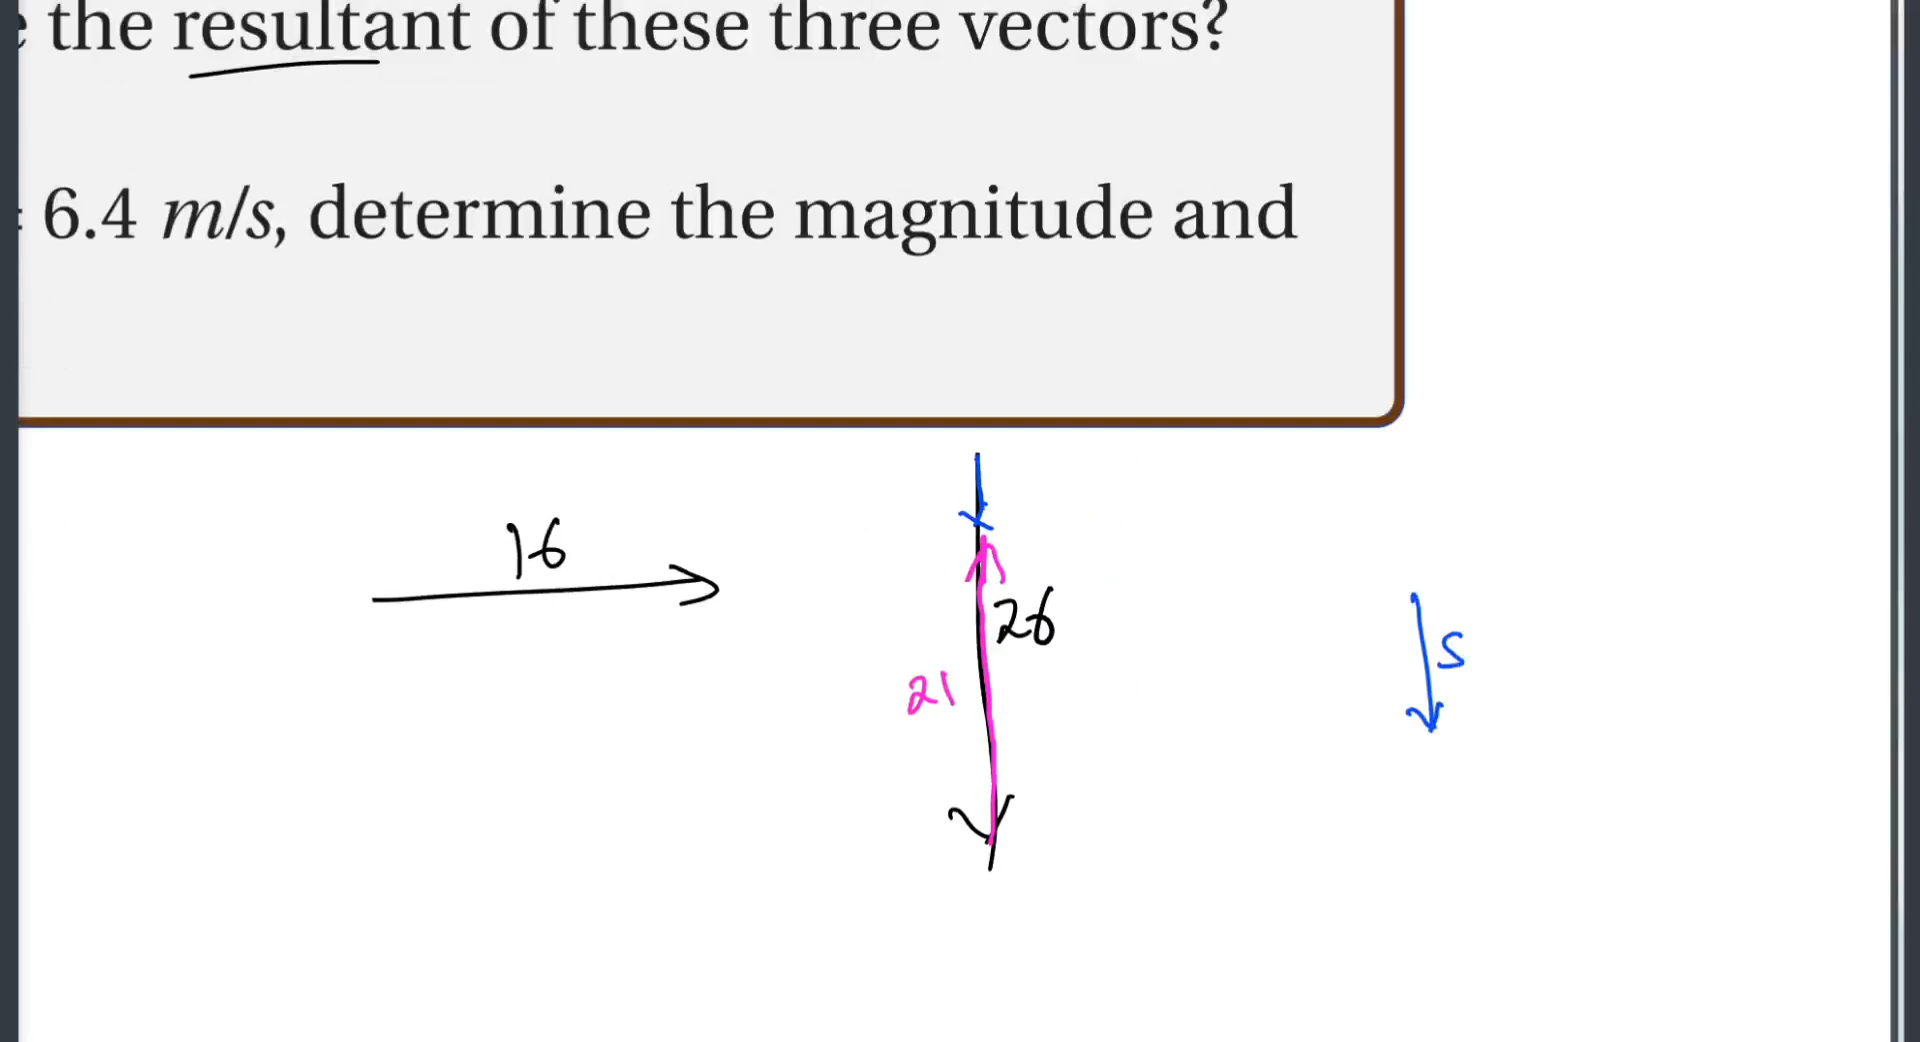 the resultant of these three vectors?
6.4 m/s, determine the magnitude and
16
26
21
5